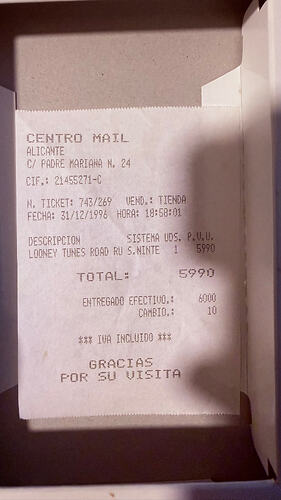 CENTRO MAIL
ALICANTE
C/ PADRE MARIANA N. 24
CIF.: 21455271-C
N. TICKET: 743/269 VEND.: TIENDA
FECHA: 31/12/1996 HORA: 18:58:01
DESCRIPCION SISTEMA UDS. P.V.U.
LOONEY TUNES ROAD RU S.NINTE 1 5990
TOTAL: 5990
ENTREGADO EFECTIVO.: 6000
CAMBIO.: 10
*** IVA INCLUIDO ***
GRACIAS
POR SU VISITA